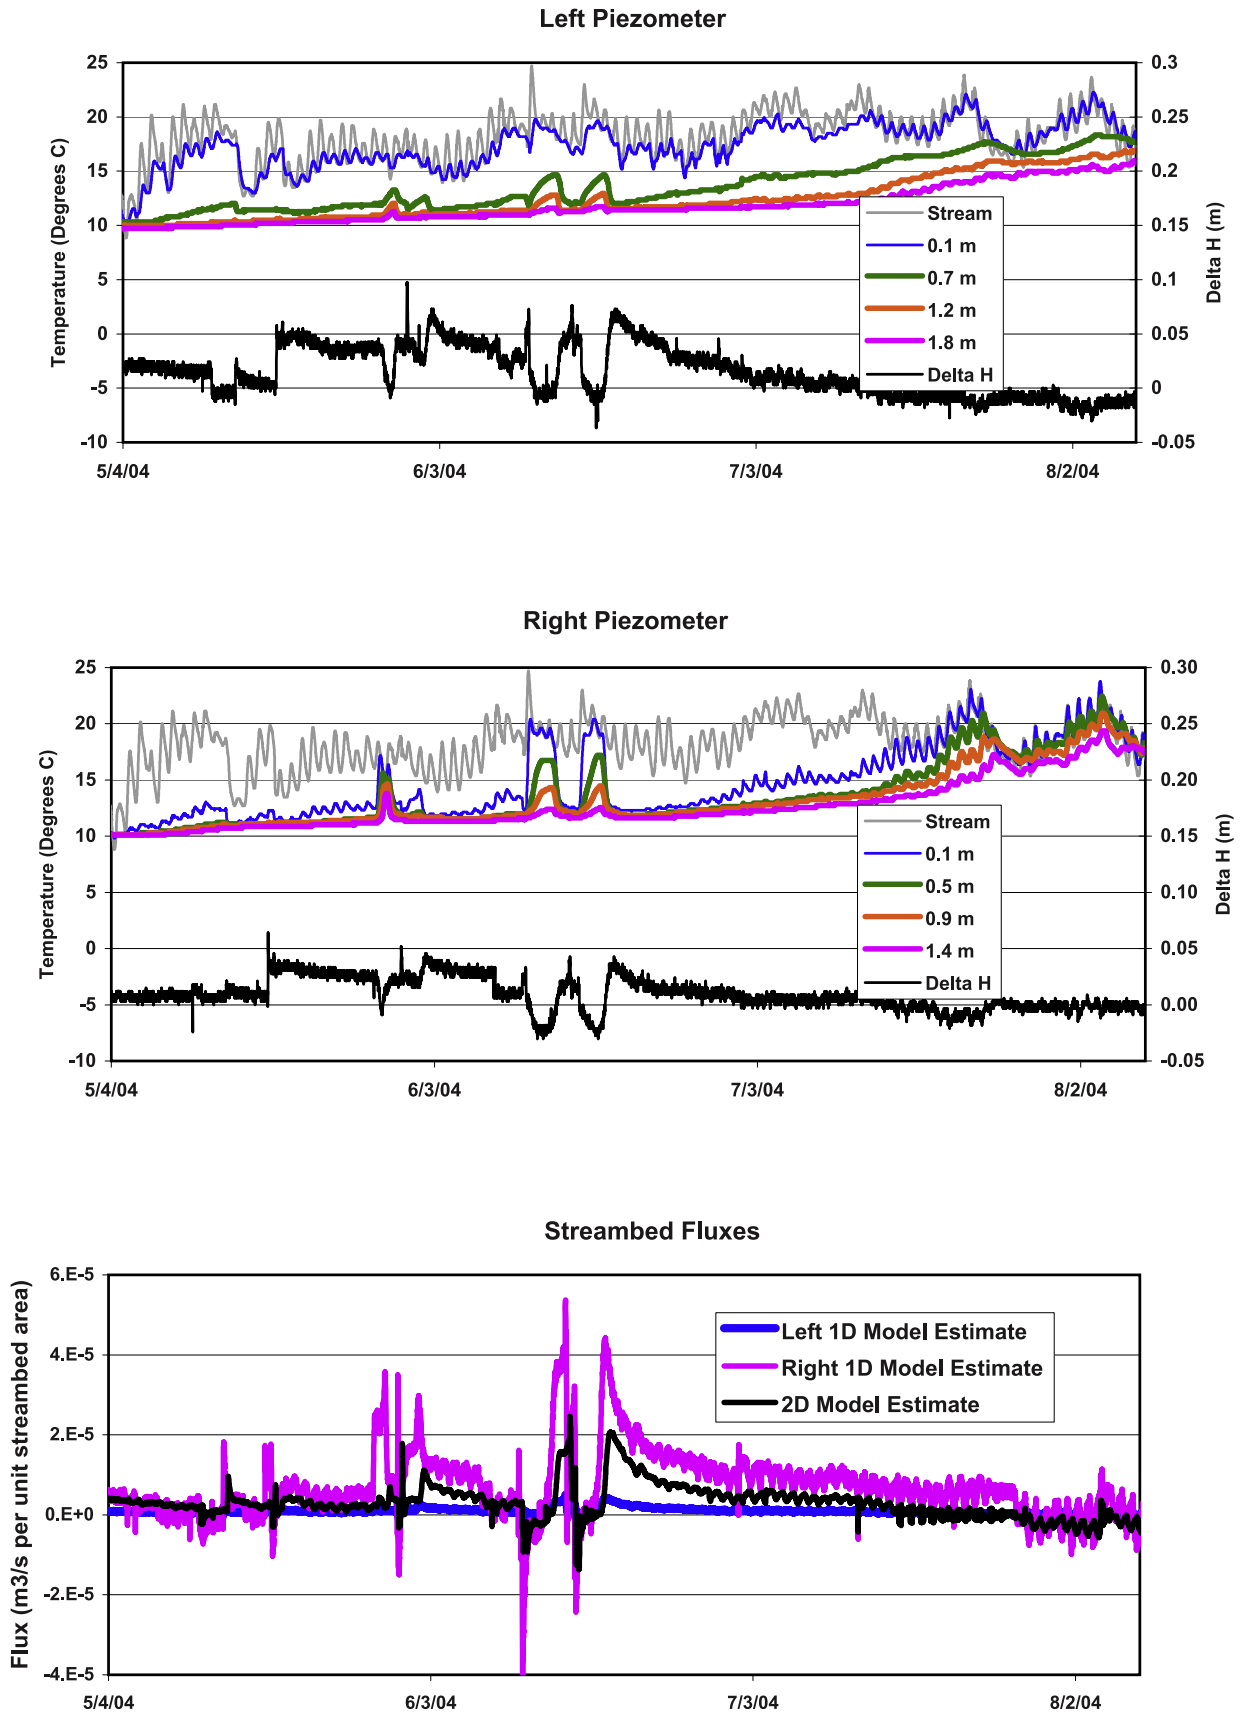 Left Piezometer
25
20
15
10
5
0
-5
-10
0.3
0.25
0.2
0.15
0.1
0.05
0
-0.05
Temperature (Degrees C)
Delta H (m)
Stream
0.1 m
0.7 m
1.2 m
1.8 m
Delta H
5/4/04
6/3/04
7/3/04
8/2/04
Right Piezometer
25
20
15
10
5
0
-5
-10
0.30
0.25
0.20
0.15
0.10
0.05
0.00
-0.05
Temperature (Degrees C)
Delta H (m)
Stream
0.1 m
0.5 m
0.9 m
1.4 m
Delta H
5/4/04
6/3/04
7/3/04
8/2/04
Streambed Fluxes
6.E-5
4.E-5
2.E-5
0.E+0
-2.E-5
-4.E-5
Flux (m3/s per unit streambed area)
Left 1D Model Estimate
Right 1D Model Estimate
2D Model Estimate
5/4/04
6/3/04
7/3/04
8/2/04